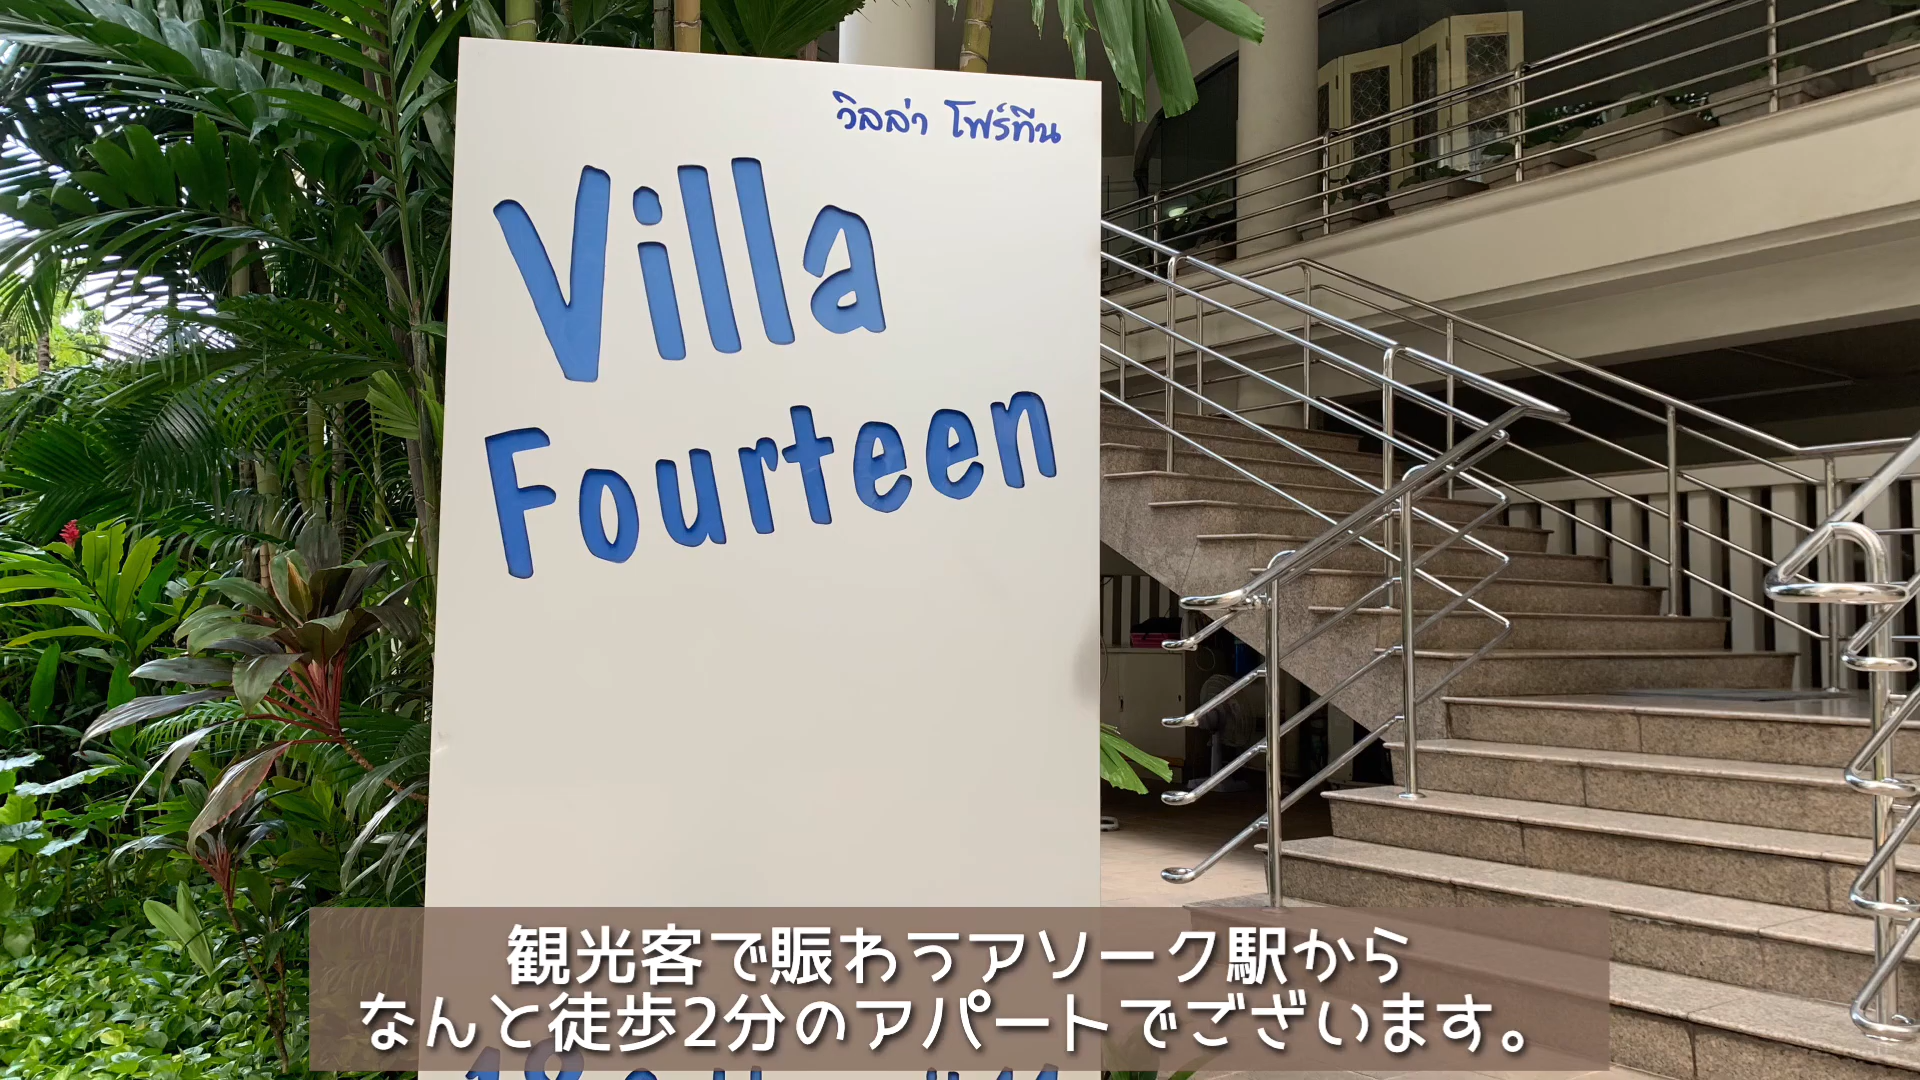 วิลล่า โฟร์ทีน
Villa
Fourteen
観光客で賑わうアソーク駅から
なんと徒歩2分のアパートでございます。